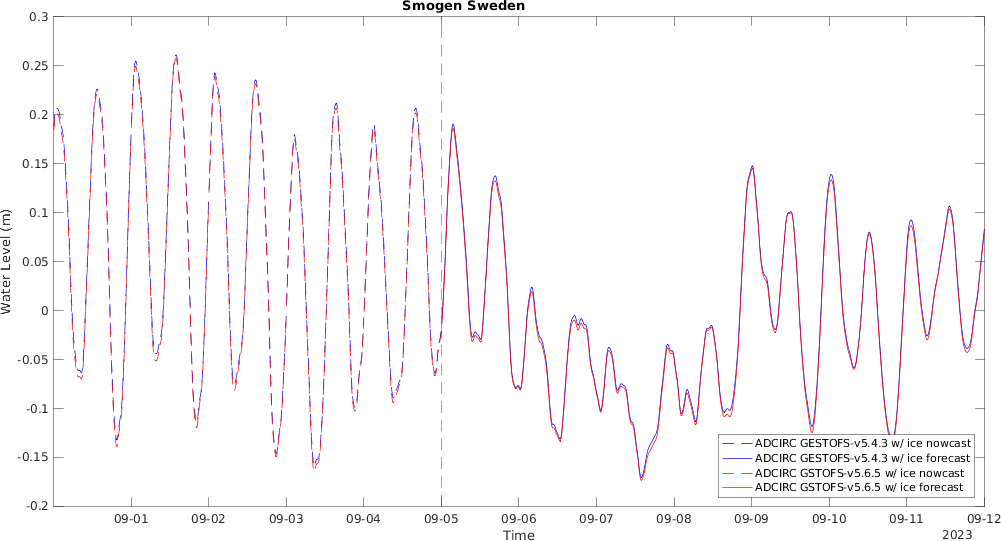 Smogen Sweden
0.3
0.25
0.2
0.15
0.1
0.05
0
-0.05
-0.1
-0.15
-0.2
Water Level (m)
ADCIRC GESTOFS-v5.4.3 w/ ice nowcast
ADCIRC GESTOFS-v5.4.3 w/ ice forecast
ADCIRC GSTOFS-v5.6.5 w/ ice nowcast
ADCIRC GSTOFS-v5.6.5 w/ ice forecast
09-01 09-02 09-03 09-04 09-05 09-06 09-07 09-08 09-09 09-10 09-11 09-12
Time
2023